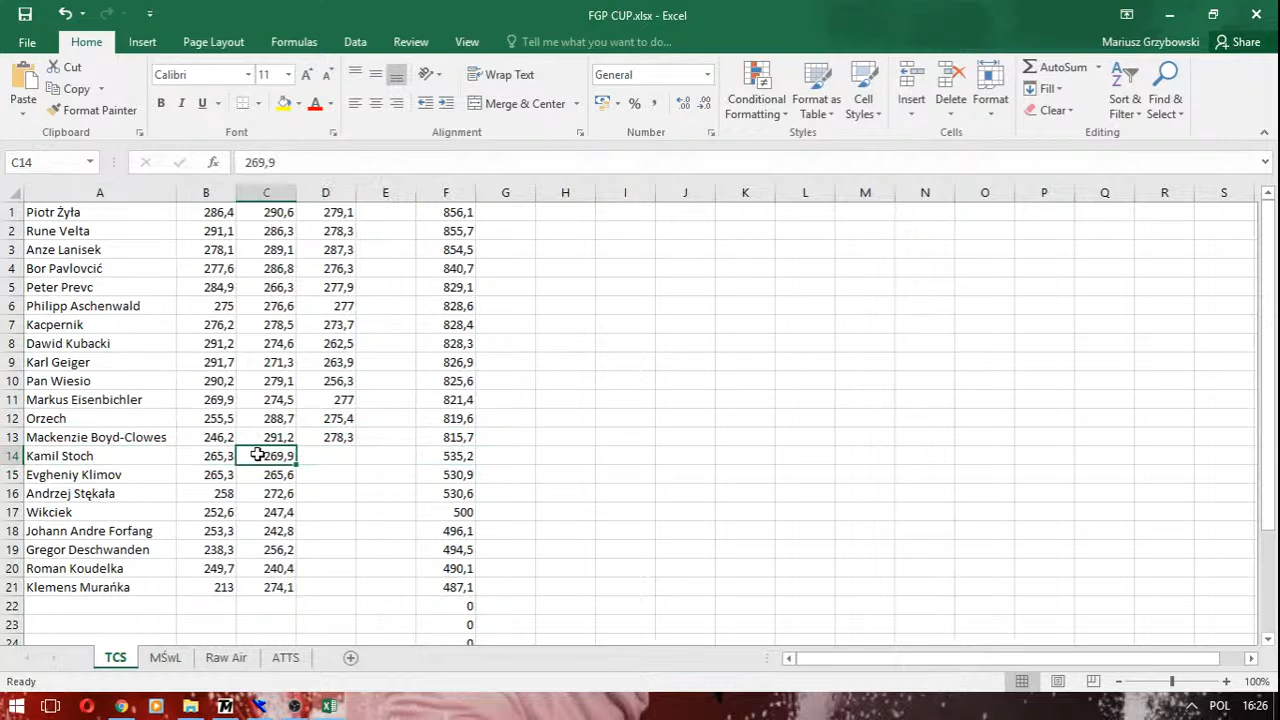 FGP CUP.xlsx - Excel
File Home Insert Page Layout Formulas Data Review View Tell me what you want to do... Mariusz Grzybowski Share
Paste Cut Copy Format Painter Clipboard
Calibri 11 B I U A A A Font
Wrap Text Merge & Center Alignment
General % , Number
Conditional Formatting Format as Table Cell Styles Styles
Insert Delete Format Cells
AutoSum Fill Clear Sort & Filter Find & Select Editing
C14 fx 269,9
A B C D E F G H I J K L M N O P Q R S
1 Piotr Żyła 286,4 290,6 279,1 856,1
2 Rune Velta 291,1 286,3 278,3 855,7
3 Anze Lanisek 278,1 289,1 287,3 854,5
4 Bor Pavlovcić 277,6 286,8 276,3 840,7
5 Peter Prevc 284,9 266,3 277,9 829,1
6 Philipp Aschenwald 275 276,6 277 828,6
7 Kacpernik 276,2 278,5 273,7 828,4
8 Dawid Kubacki 291,2 274,6 262,5 828,3
9 Karl Geiger 291,7 271,3 263,9 826,9
10 Pan Wiesio 290,2 279,1 256,3 825,6
11 Markus Eisenbichler 269,9 274,5 277 821,4
12 Orzech 255,5 288,7 275,4 819,6
13 Mackenzie Boyd-Clowes 246,2 291,2 278,3 815,7
14 Kamil Stoch 265,3 269,9 535,2
15 Evgheniy Klimov 265,3 265,6 530,9
16 Andrzej Stękała 258 272,6 530,6
17 Wikciek 252,6 247,4 500
18 Johann Andre Forfang 253,3 242,8 496,1
19 Gregor Deschwanden 238,3 256,2 494,5
20 Roman Koudelka 249,7 240,4 490,1
21 Klemens Murańka 213 274,1 487,1
22 0
23 0
24 0
TCS MŚwL Raw Air ATTS
Ready 100%
POL 16:26